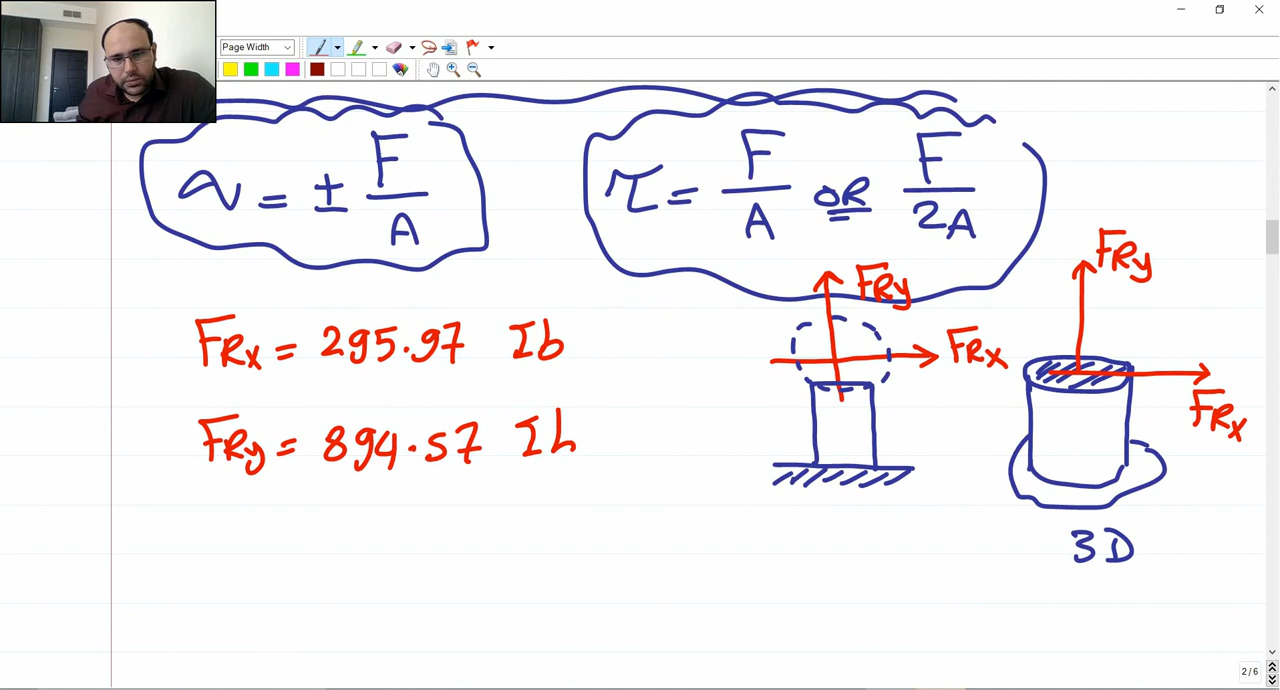 Page Width
σ = ± F/A
τ = F/A OR F/2A
FRy
FRx
FRy
FRx
FRx = 295.97 Ib
FRy = 894.57 Ib
3D
2 / 6